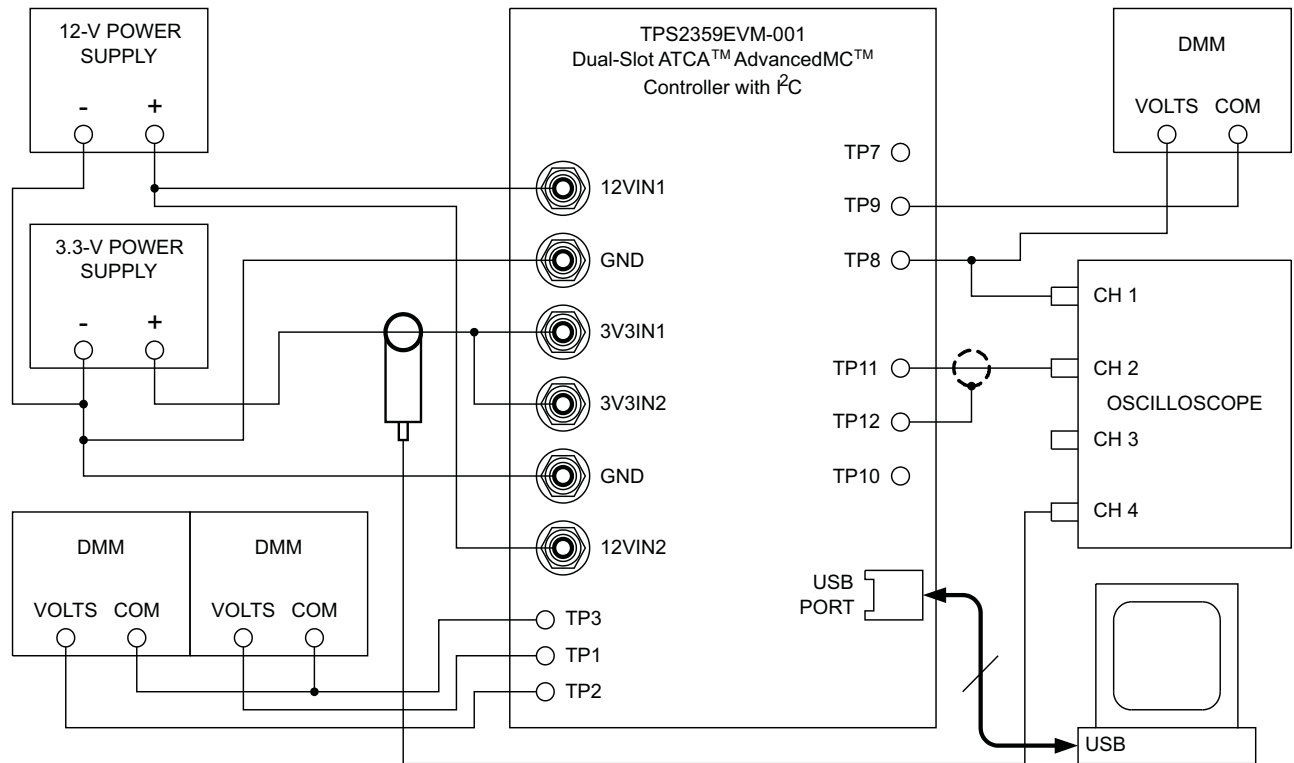 12-V POWER
SUPPLY
- +
3.3-V POWER
SUPPLY
- +
DMM
VOLTS COM
DMM
VOLTS COM
TPS2359EVM-001
Dual-Slot ATCA™ AdvancedMC™
Controller with I²C
12VIN1
GND
3V3IN1
3V3IN2
GND
12VIN2
TP3
TP1
TP2
TP7
TP9
TP8
TP11
TP12
TP10
USB
PORT
DMM
VOLTS COM
CH 1
CH 2
OSCILLOSCOPE
CH 3
CH 4
USB